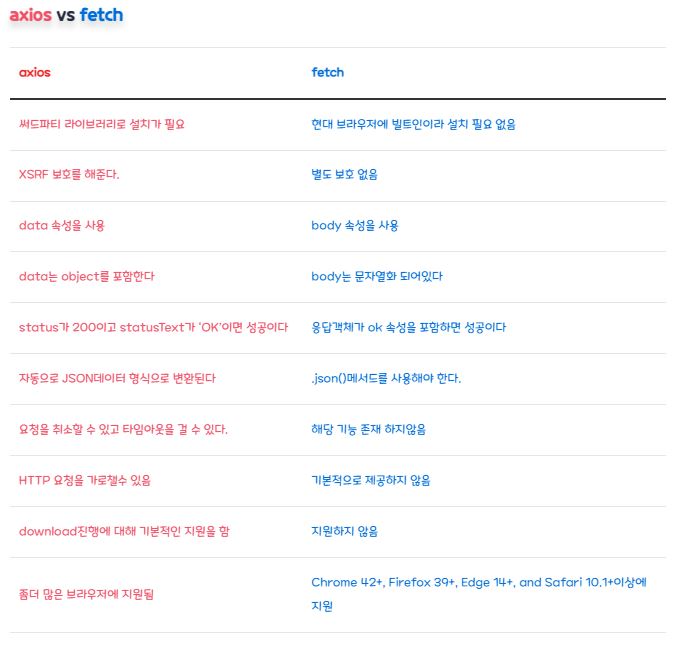 axios vs fetch
axios fetch
써드파티 라이브러리로 설치가 필요 현대 브라우저에 빌트인이라 설치 필요 없음
XSRF 보호를 해준다. 별도 보호 없음
data 속성을 사용 body 속성을 사용
data는 object를 포함한다 body는 문자열화 되어있다
status가 200이고 statusText가 ‘OK’이면 성공이다 응답객체가 ok 속성을 포함하면 성공이다
자동으로 JSON데이터 형식으로 변환된다 .json()메서드를 사용해야 한다.
요청을 취소할 수 있고 타임아웃을 걸 수 있다. 해당 기능 존재 하지않음
HTTP 요청을 가로챌수 있음 기본적으로 제공하지 않음
download진행에 대해 기본적인 지원을 함 지원하지 않음
좀더 많은 브라우저에 지원됨 Chrome 42+, Firefox 39+, Edge 14+, and Safari 10.1+이상에
지원